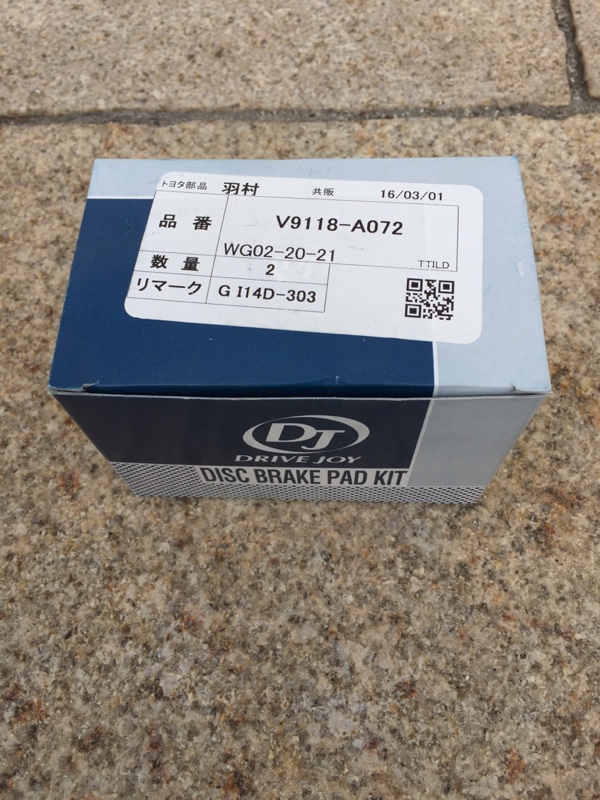 トヨタ部品 羽村 共販 16/03/01
品番 V9118-A072
WG02-20-21 TTILD
数量 2
リマーク G I14D-303
DJ
DRIVE JOY
DISC BRAKE PAD KIT